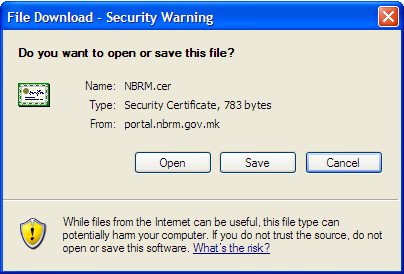 File Download - Security Warning
Do you want to open or save this file?
Name: NBRM.cer
Type: Security Certificate, 783 bytes
From: portal.nbrm.gov.mk
Open Save Cancel
While files from the Internet can be useful, this file type can
potentially harm your computer. If you do not trust the source, do not
open or save this software. What's the risk?